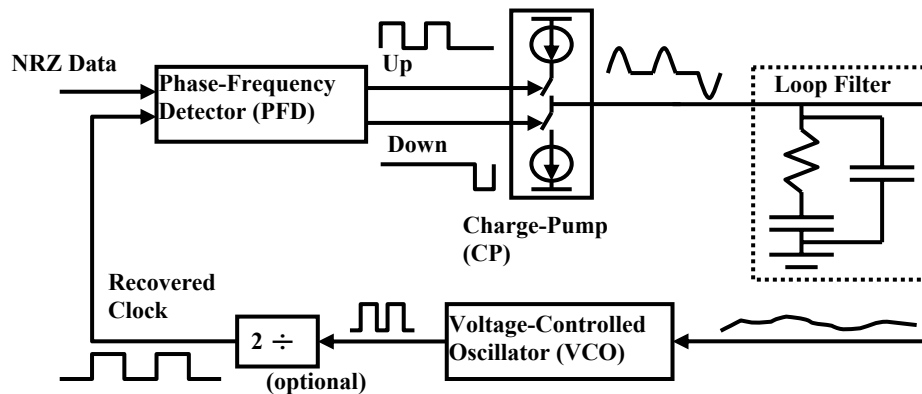 NRZ Data
Phase-Frequency
Detector (PFD)
Up
Down
Charge-Pump
(CP)
Loop Filter
Recovered
Clock
2 ÷
(optional)
Voltage-Controlled
Oscillator (VCO)